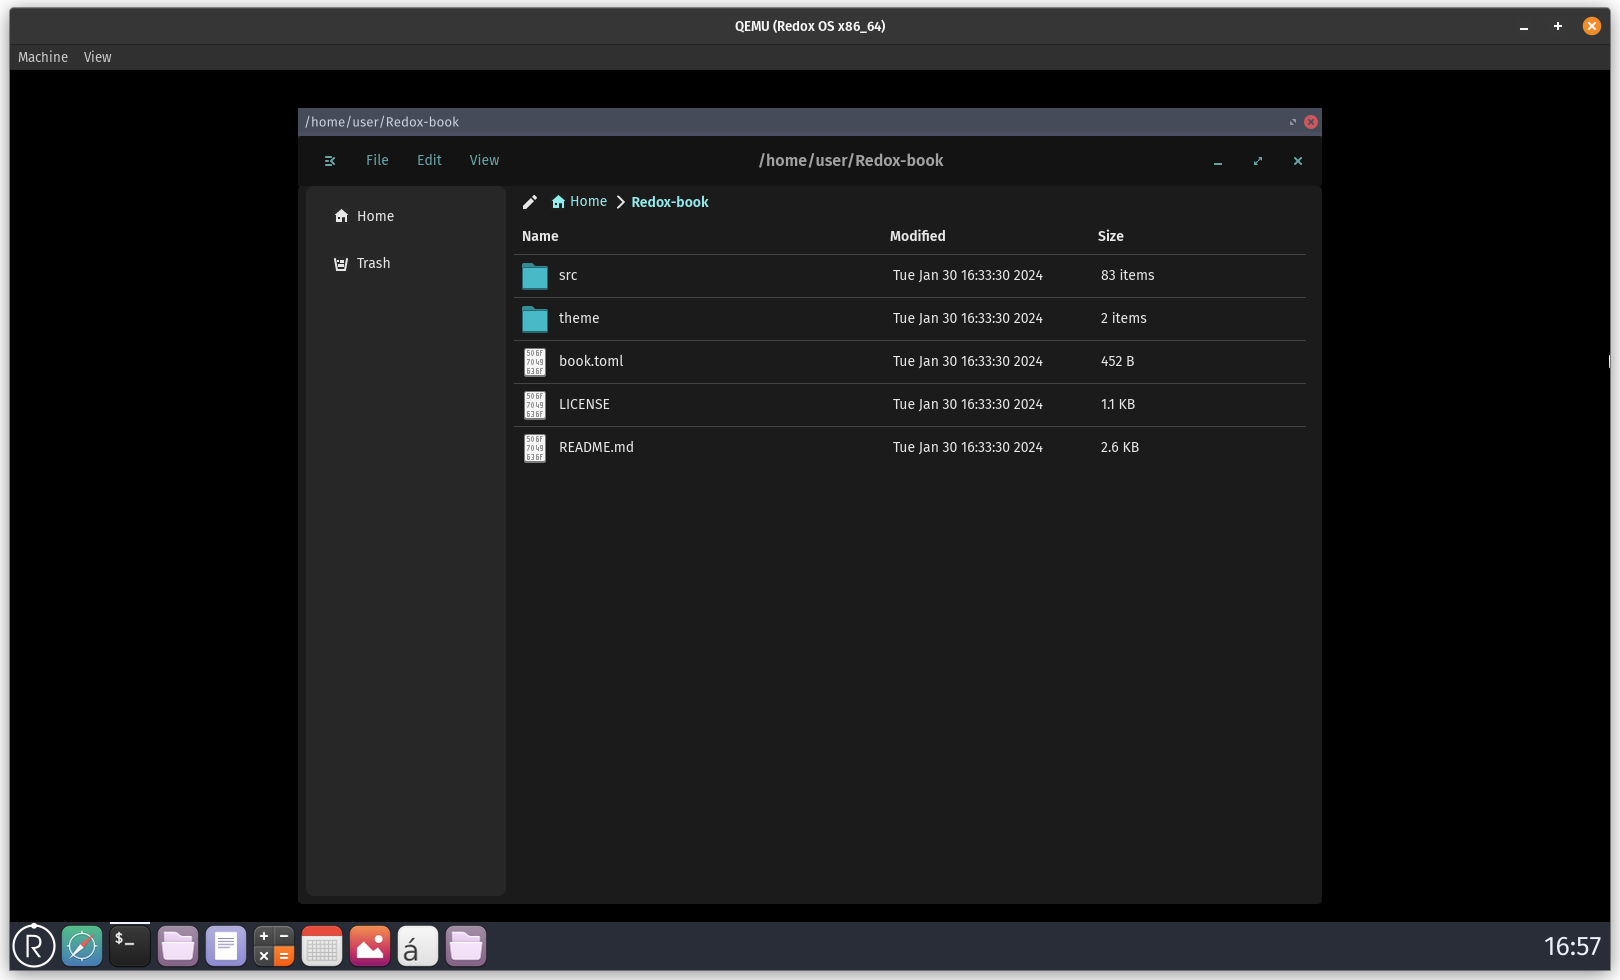 QEMU (Redox OS x86_64)
Machine View
/home/user/Redox-book
File Edit View /home/user/Redox-book
Home
Trash
Home Redox-book
Name Modified Size
src Tue Jan 30 16:33:30 2024 83 items
theme Tue Jan 30 16:33:30 2024 2 items
book.toml Tue Jan 30 16:33:30 2024 452 B
LICENSE Tue Jan 30 16:33:30 2024 1.1 KB
README.md Tue Jan 30 16:33:30 2024 2.6 KB
R $_ á 16:57